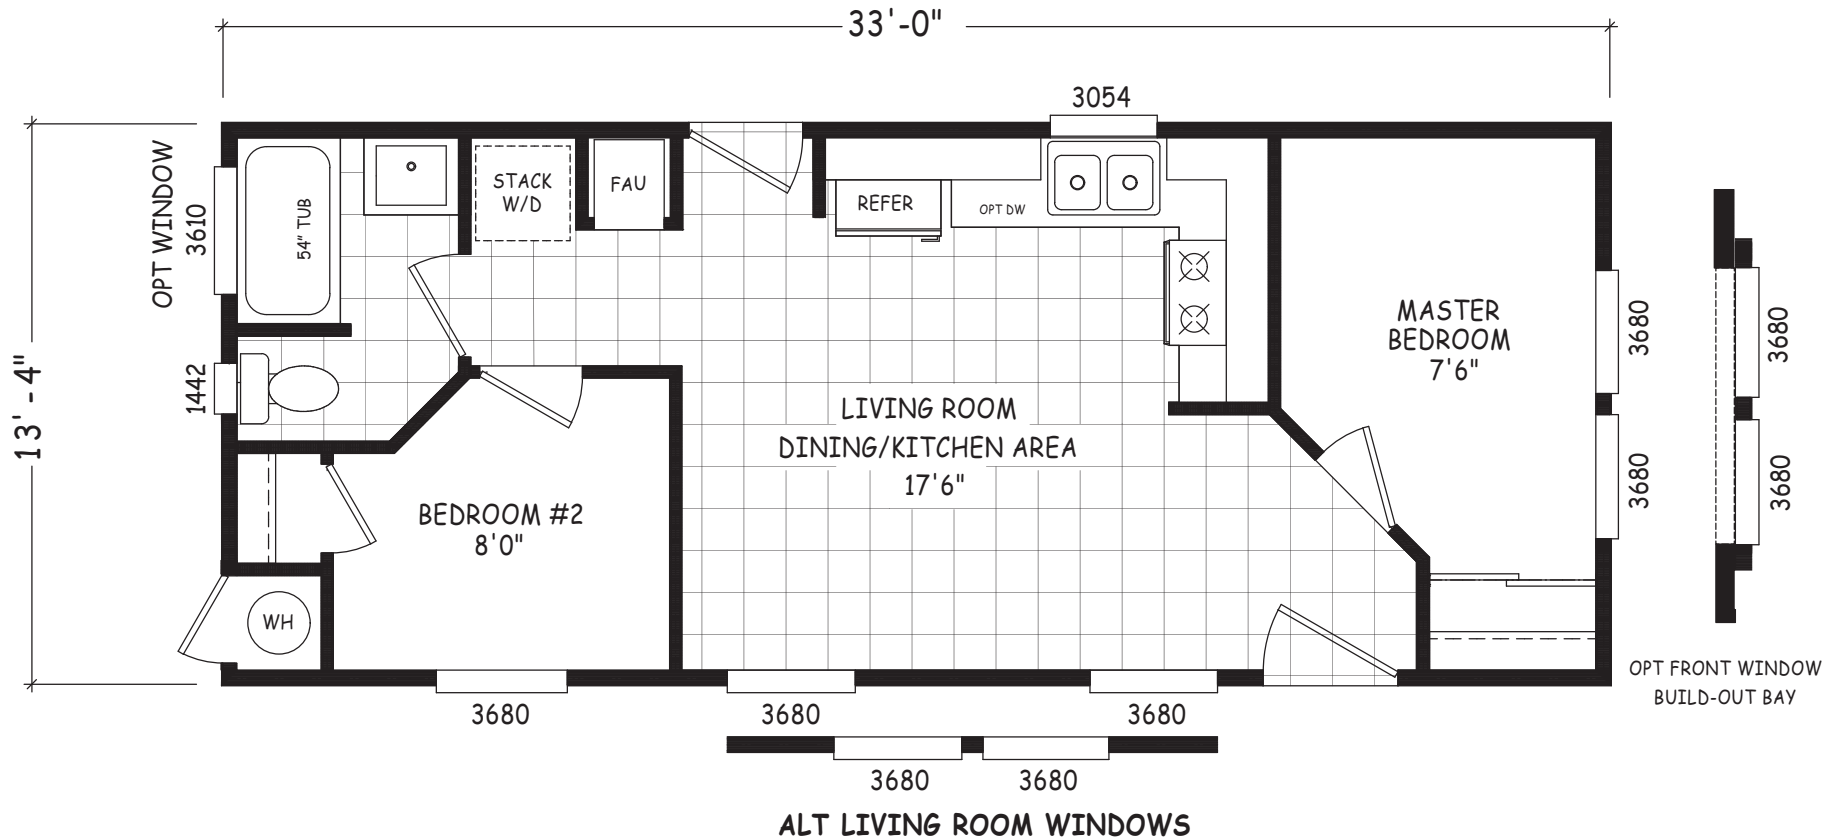 33'-0"
3054
13'-4"
OPT WINDOW
3610
54" TUB
STACK
W/D
FAU
REFER
OPT DW
1442
MASTER
BEDROOM
7'6"
3680
3680
3680
3680
LIVING ROOM
DINING/KITCHEN AREA
17'6"
BEDROOM #2
8'0"
WH
OPT FRONT WINDOW
BUILD-OUT BAY
3680
3680
3680
3680
3680
ALT LIVING ROOM WINDOWS